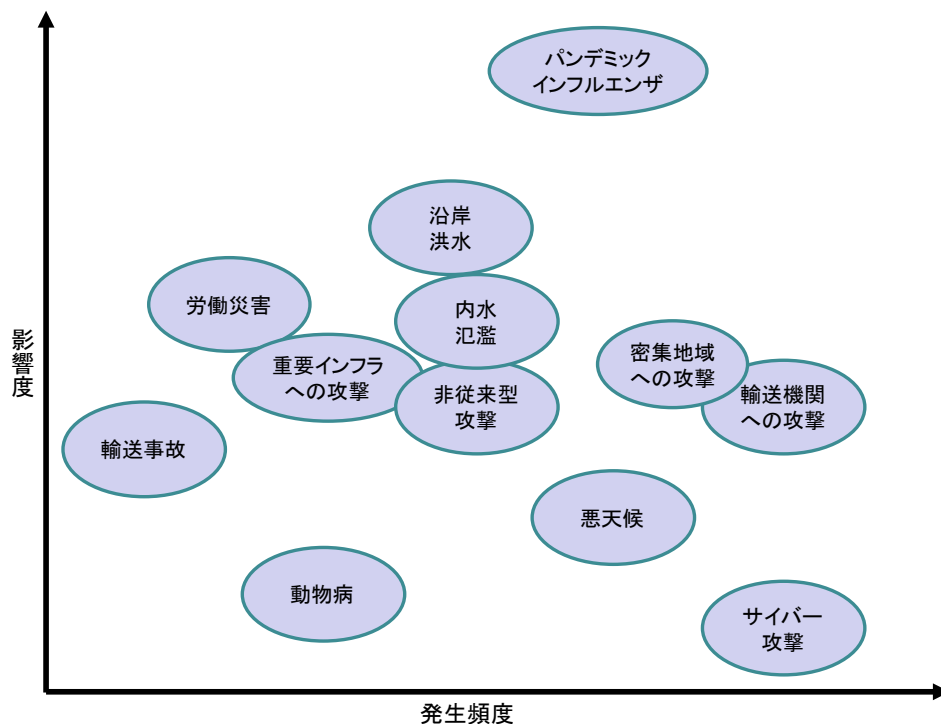 パンデミック
インフルエンザ
沿岸
洪水
労働災害
内水
氾濫
重要インフラ
への攻撃
非従来型
攻撃
密集地域
への攻撃
輸送機関
への攻撃
輸送事故
悪天候
動物病
サイバー
攻撃
影響度
発生頻度